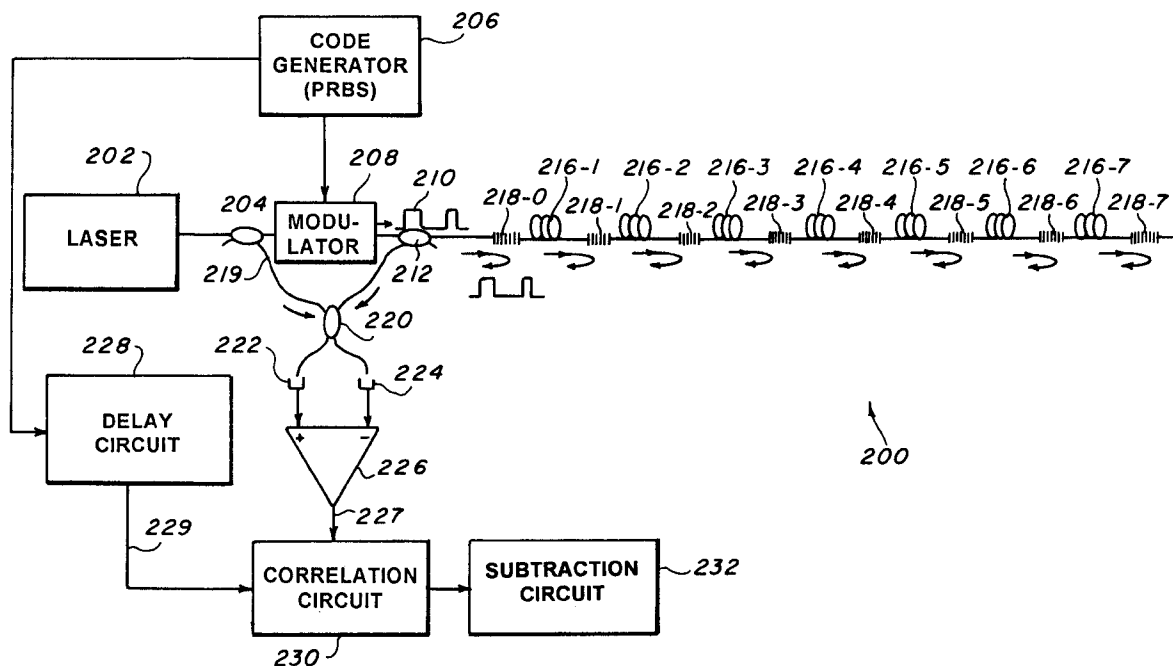 CODE
GENERATOR
(PRBS)
206
202
LASER
204
219
208
MODU-
LATOR
210
212
218-0
216-1
218-1
216-2
218-2
216-3
218-3
216-4
218-4
216-5
218-5
216-6
218-6
216-7
218-7
220
222
224
228
DELAY
CIRCUIT
229
+
−
226
227
200
CORRELATION
CIRCUIT
230
SUBTRACTION
CIRCUIT
232